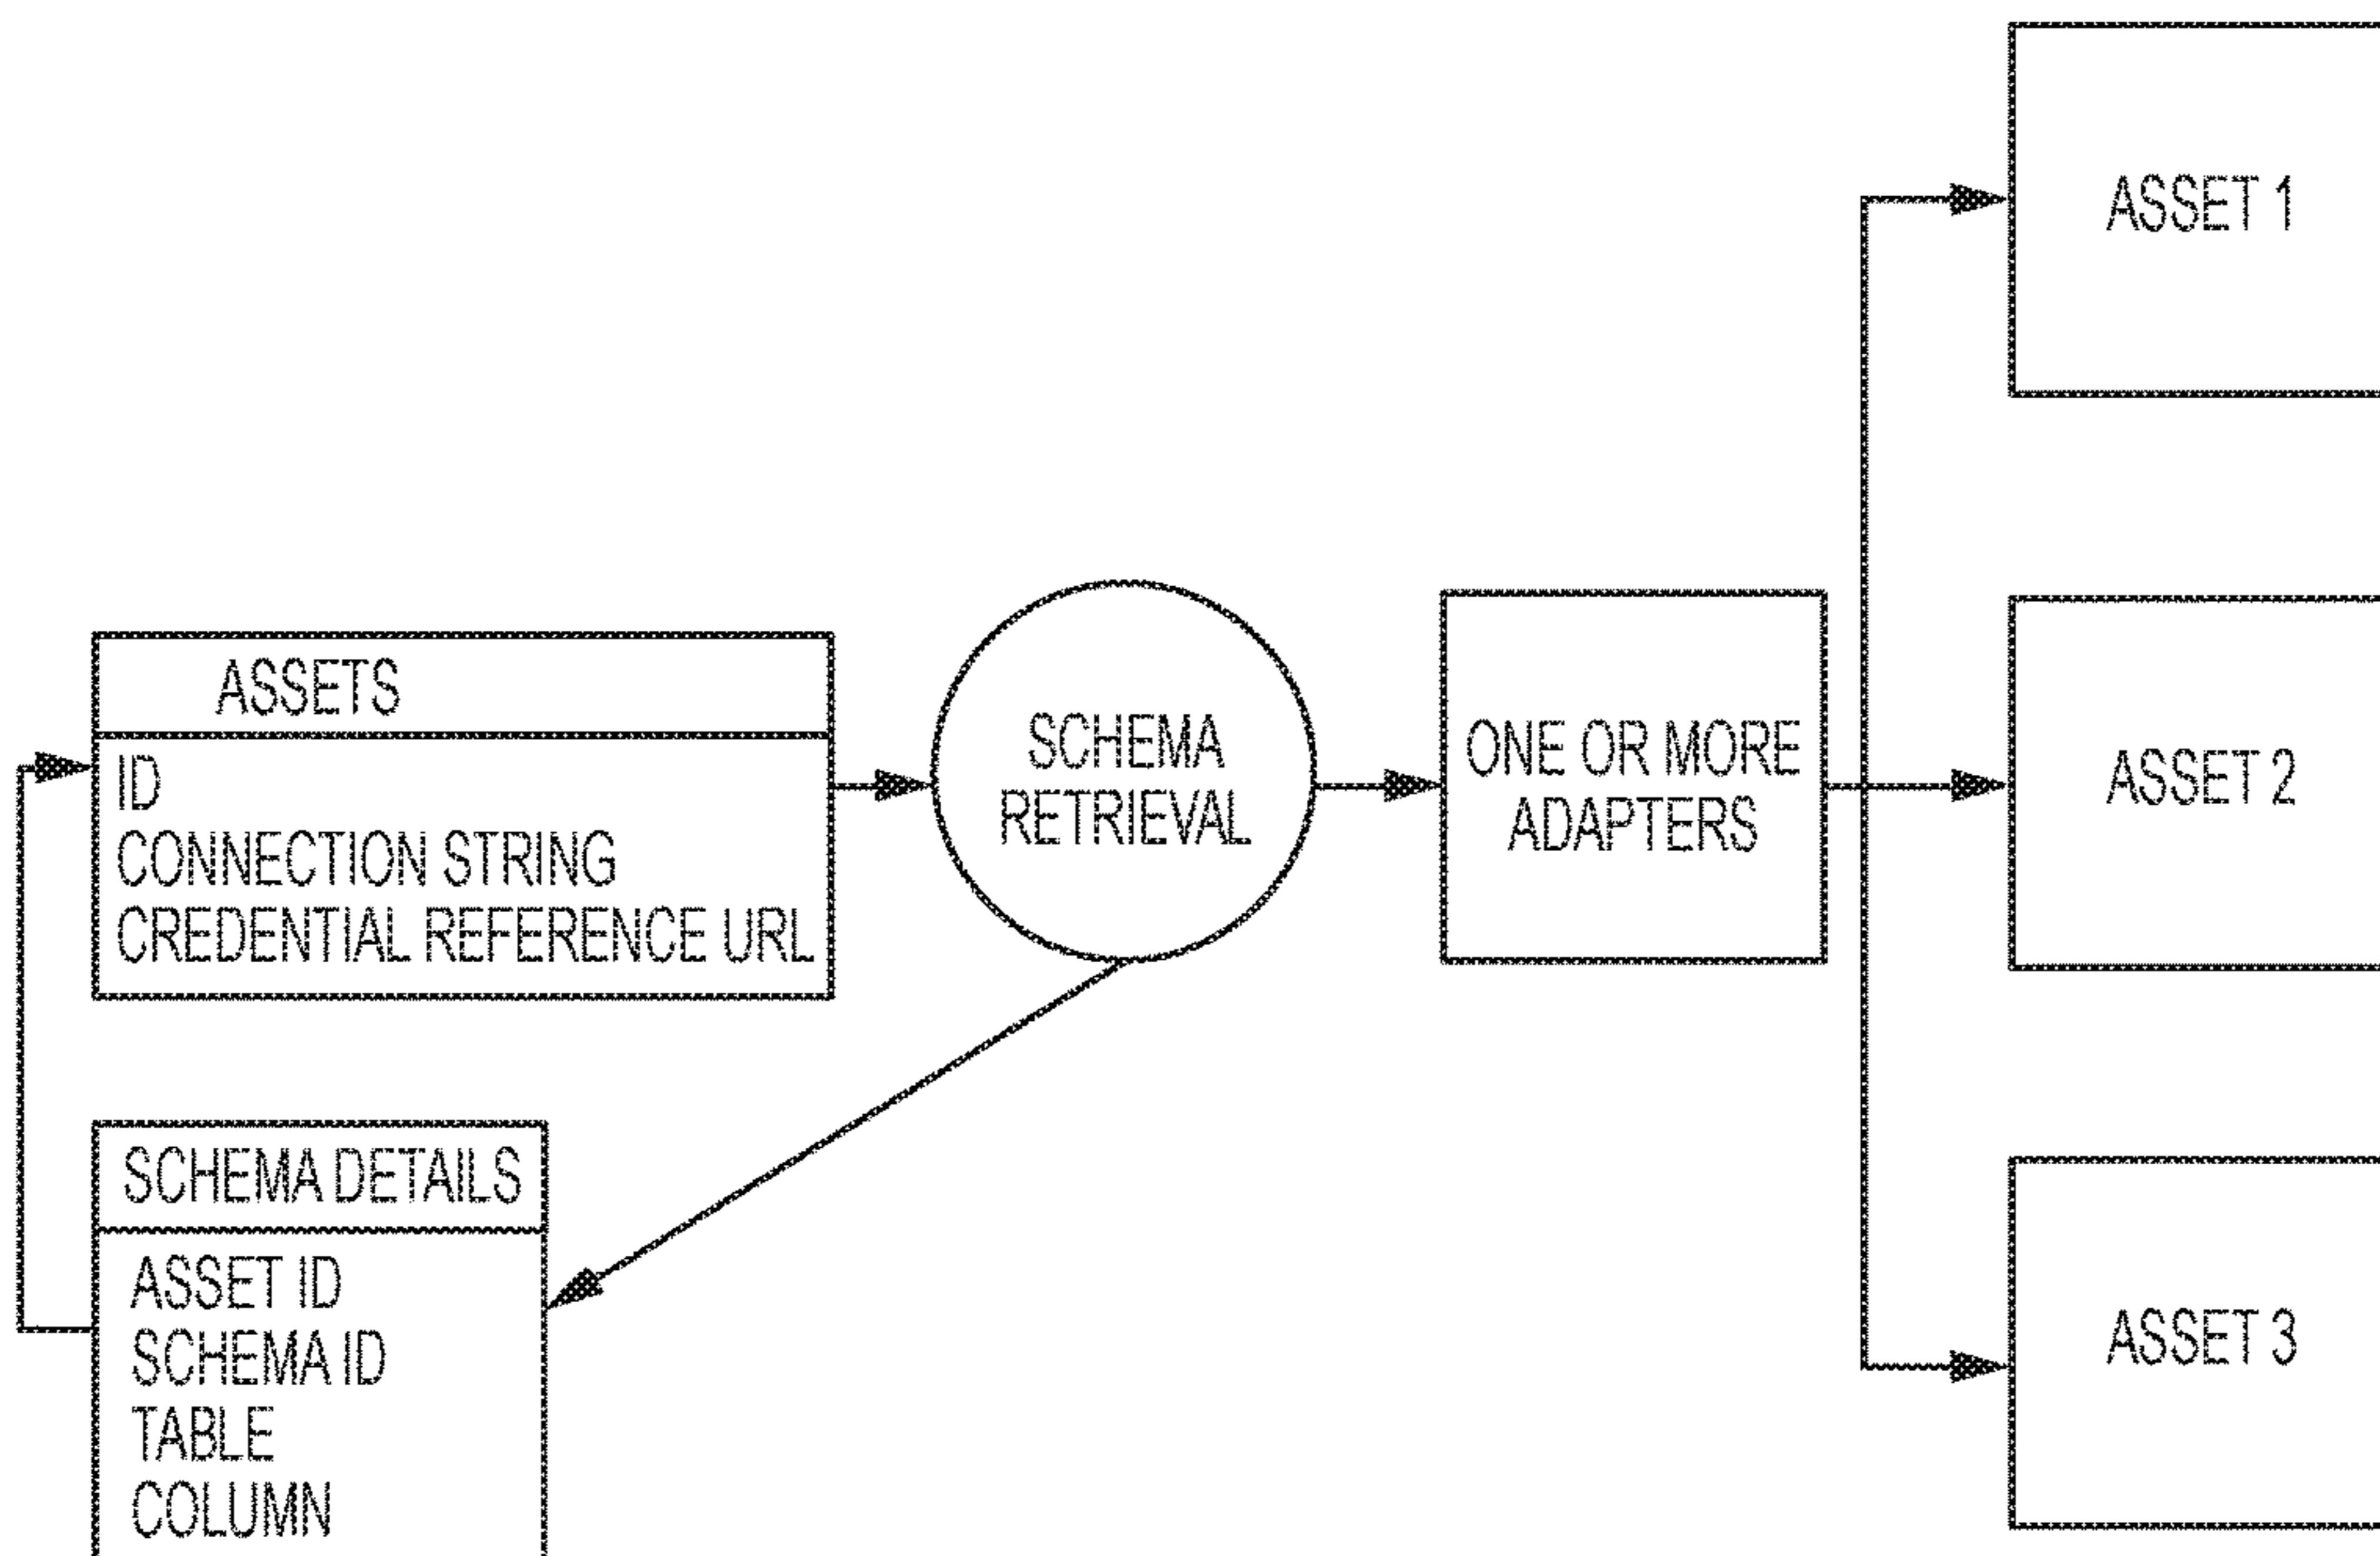 ASSET 1
ASSETS
ID
CONNECTION STRING
CREDENTIAL REFERENCE URL
SCHEMA
RETRIEVAL
ONE OR MORE
ADAPTERS
ASSET 2
SCHEMA DETAILS
ASSET ID
SCHEMA ID
TABLE
COLUMN
ASSET 3